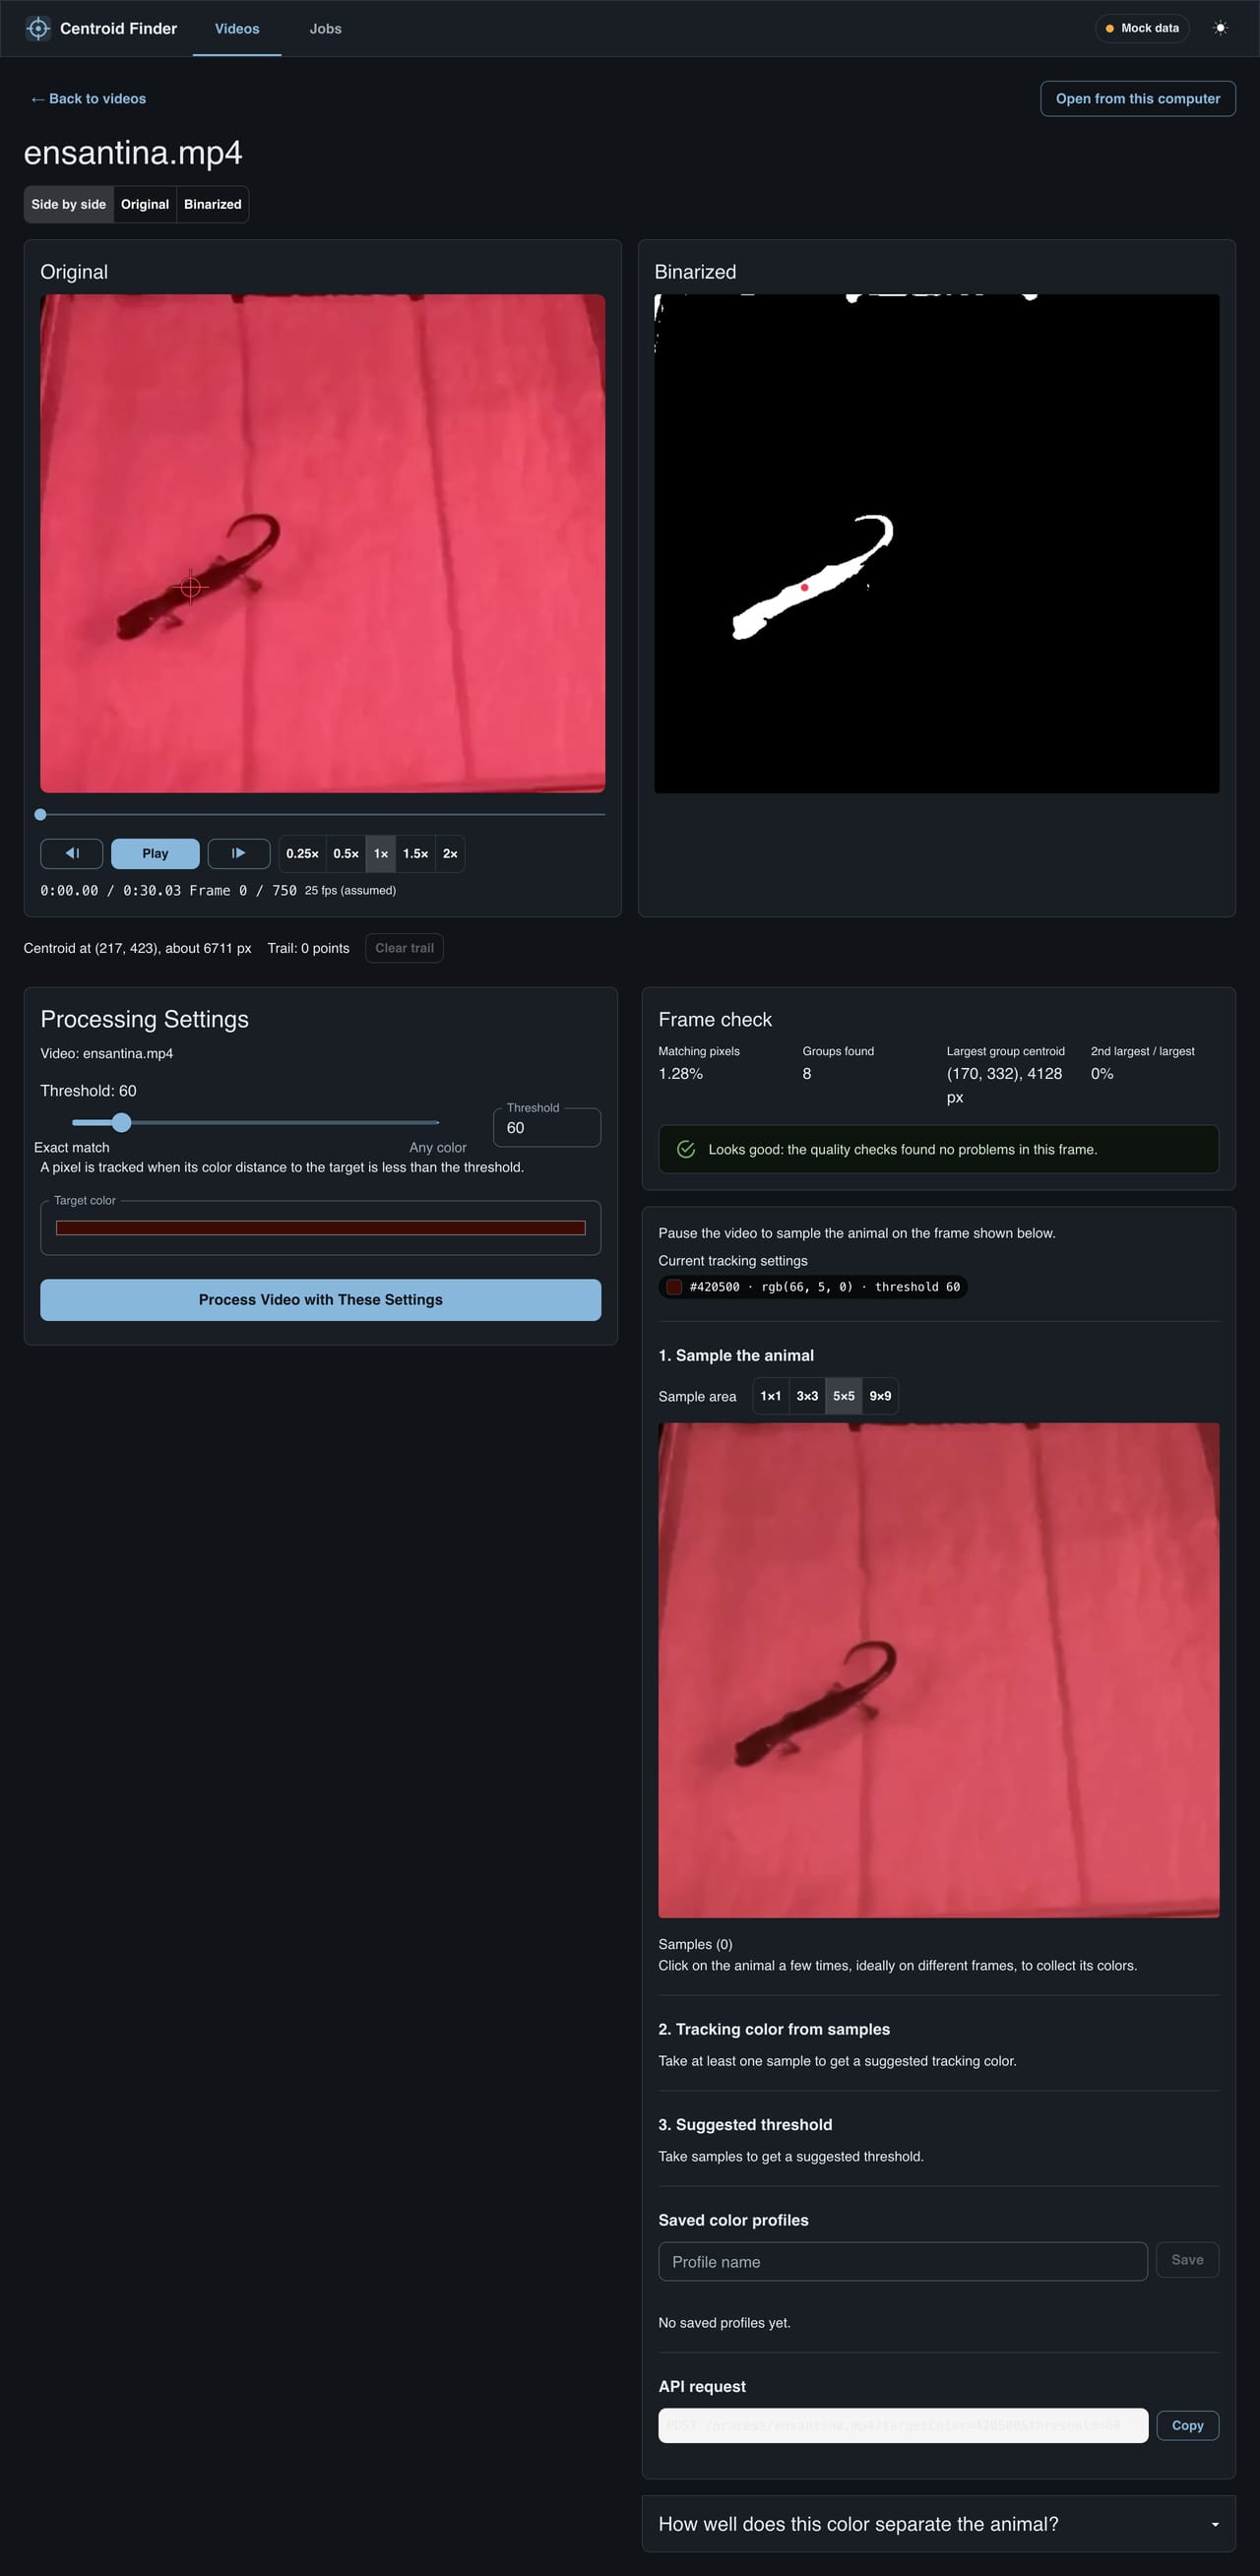 Centroid Finder
Videos
Jobs
Mock data
← Back to videos
Open from this computer
ensantina.mp4
Side by side
Original
Binarized
Original
Binarized
Play
0.25×
0.5×
1×
1.5×
2×
0:00.00 / 0:30.03 Frame 0 / 750 25 fps (assumed)
Centroid at (217, 423), about 6711 px
Trail: 0 points
Clear trail
Processing Settings
Video: ensantina.mp4
Threshold: 60
Threshold
60
Exact match
Any color
A pixel is tracked when its color distance to the target is less than the threshold.
Target color
Process Video with These Settings
Frame check
Matching pixels
1.28%
Groups found
8
Largest group centroid
(170, 332), 4128
px
2nd largest / largest
0%
Looks good: the quality checks found no problems in this frame.
Pause the video to sample the animal on the frame shown below.
Current tracking settings
#420500 · rgb(66, 5, 0) · threshold 60
1. Sample the animal
Sample area
1×1
3×3
5×5
9×9
Samples (0)
Click on the animal a few times, ideally on different frames, to collect its colors.
2. Tracking color from samples
Take at least one sample to get a suggested tracking color.
3. Suggested threshold
Take samples to get a suggested threshold.
Saved color profiles
Profile name
Save
No saved profiles yet.
API request
POST /process/ensantina.mp4?targetColor=420500&threshold=60
Copy
How well does this color separate the animal?